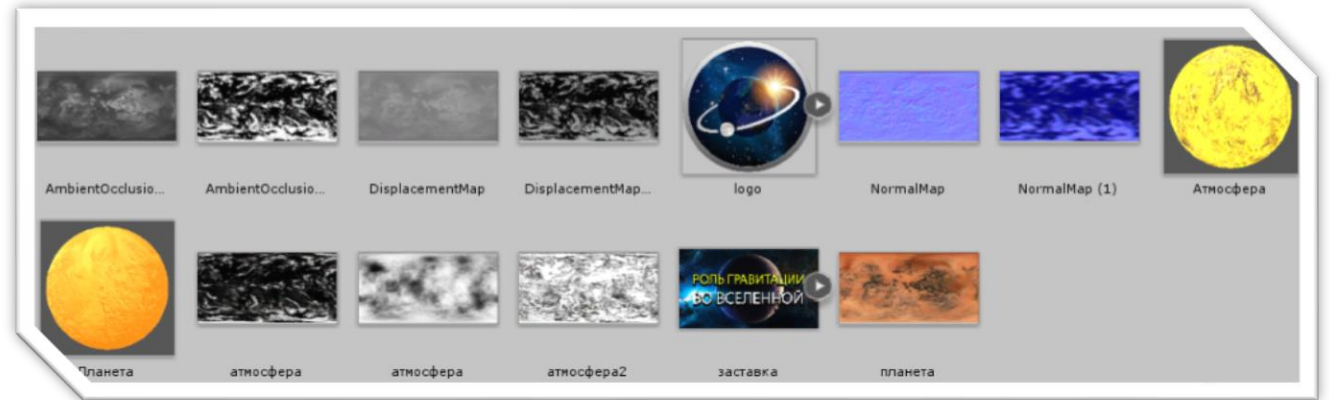 AmbientOcclusio...
AmbientOcclusio...
DisplacementMap
DisplacementMap...
logo
NormalMap
NormalMap (1)
Атмосфера
РОЛЬ ГРАВИТАЦИИ
ВО ВСЕЛЕННОЙ
Планета
атмосфера
атмосфера
атмосфера2
заставка
планета